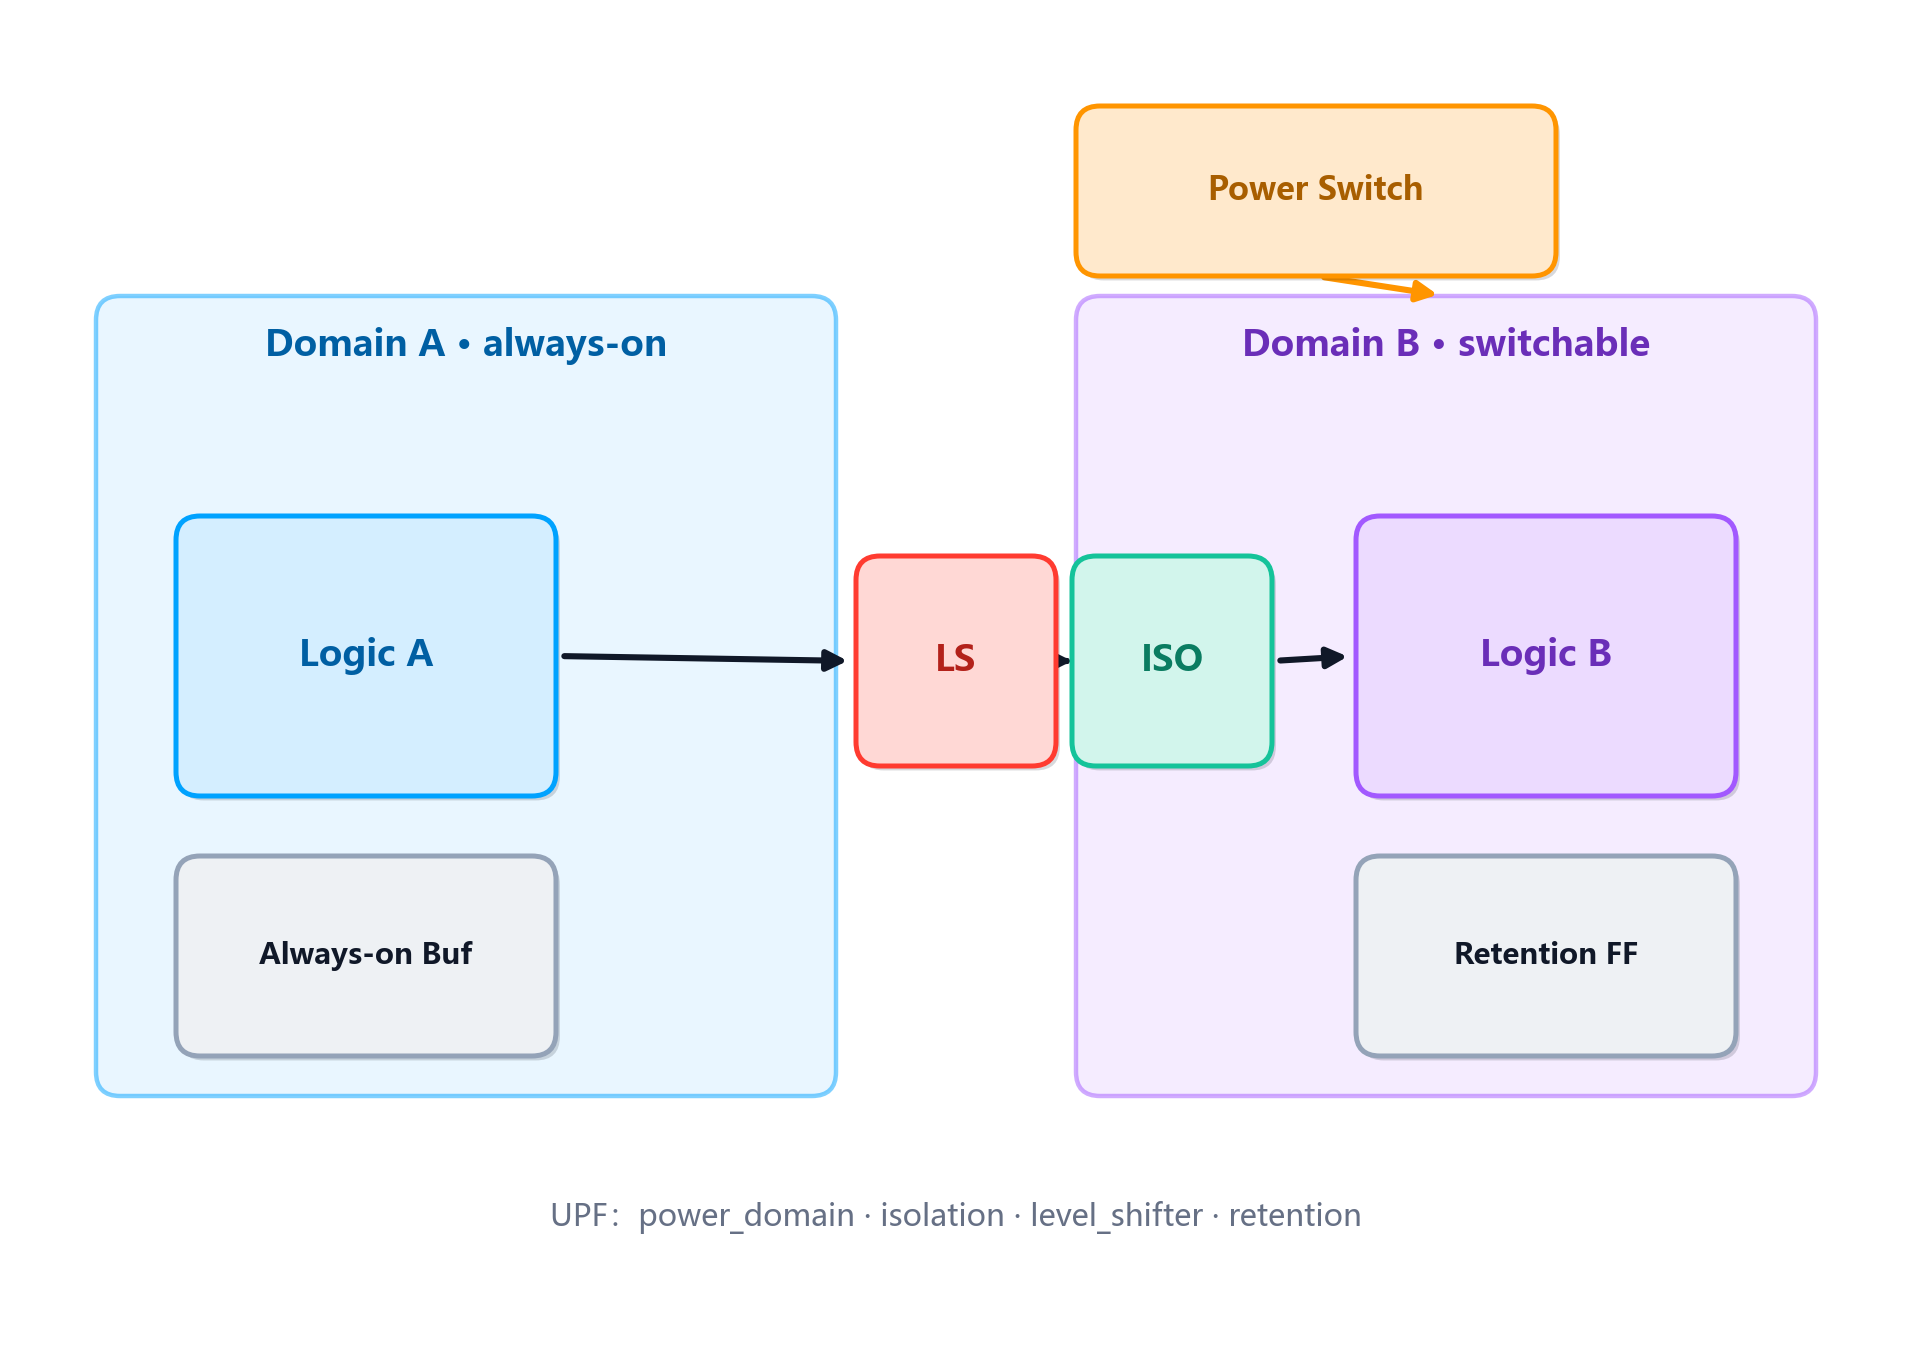 Power Switch
Domain A • always-on
Domain B • switchable
Logic A
LS
ISO
Logic B
Always-on Buf
Retention FF
UPF: power_domain · isolation · level_shifter · retention